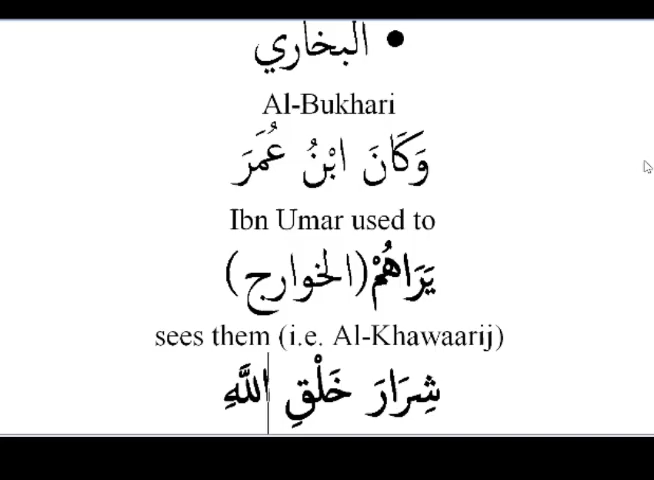 • البخاري
Al-Bukhari
وَكَانَ ابْنُ عُمَرَ
Ibn Umar used to
يَرَاهُمْ(الخوارج)
sees them (i.e. Al-Khawaarij)
شِرَارَ خَلْقِ اللَّهِ